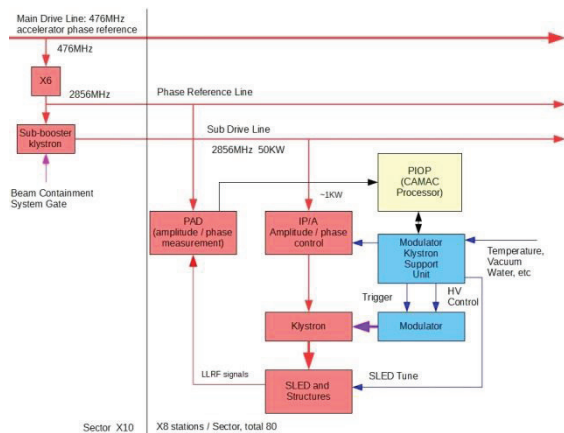 Main Drive Line: 476MHz
accelerator phase reference
476MHz
X6
2856MHz
Phase Reference Line
Sub-booster
klystron
Sub Drive Line
2856MHz 50KW
Beam Containment
System Gate
~1KW
PIOP
(CAMAC
Processor)
PAD
(amplitude / phase
measurement)
IP/A
Amplitude / phase
control
Modulator
Klystron
Support
Unit
Temperature,
Vacuum
Water, etc
Trigger
HV
Control
Klystron
Modulator
LLRF signals
SLED and
Structures
SLED Tune
Sector X10
X8 stations / Sector, total 80